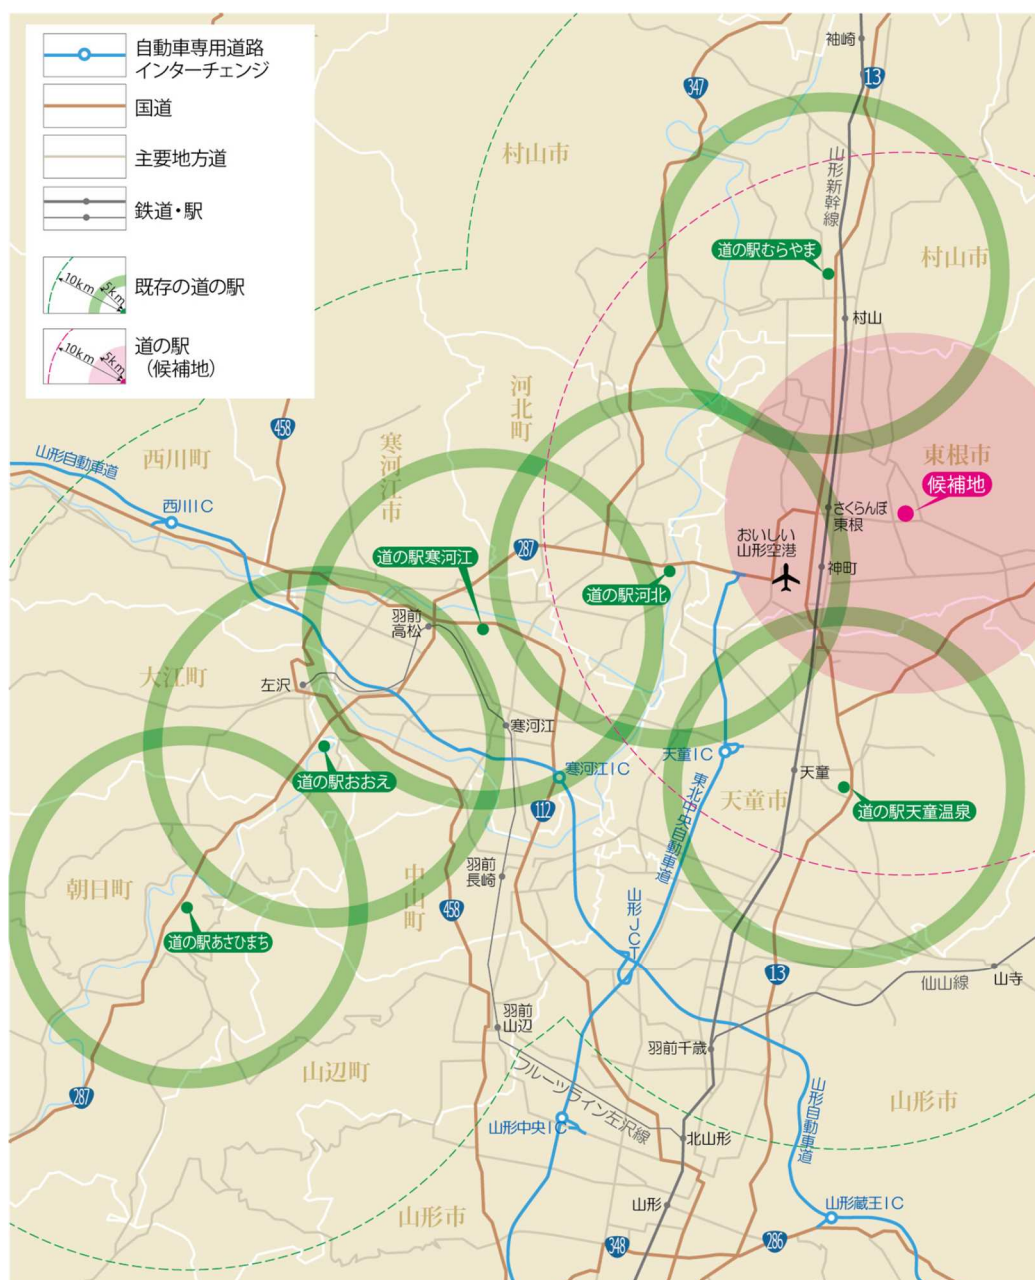 自動車専用道路
インターチェンジ
国道
主要地方道
鉄道・駅
10km
5km
既存の道の駅
10km
5km
道の駅
（候補地）
袖崎
13
347
村山市
山形新幹線
道の駅むらやま
村山市
村山
河北町
458
寒河江市
東根市
山形自動車道
西川町
候補地
西川IC
さくらんぼ
東根
おいしい
山形空港
287
道の駅寒河江
神町
道の駅河北
羽前
高松
大江町
左沢
寒河江
道の駅おおえ
天童IC
寒河江IC
天童
天童市
道の駅天童温泉
112
東北中央自動車道
羽前
長崎
朝日町
中山町
458
山形JCT
道の駅あさひまち
13
仙山線
山寺
羽前
山辺
羽前千歳
山辺町
フルーツライン左沢線
287
山形市
山形自動車道
山形中央IC
北山形
山形
山形蔵王IC
山形市
348
286